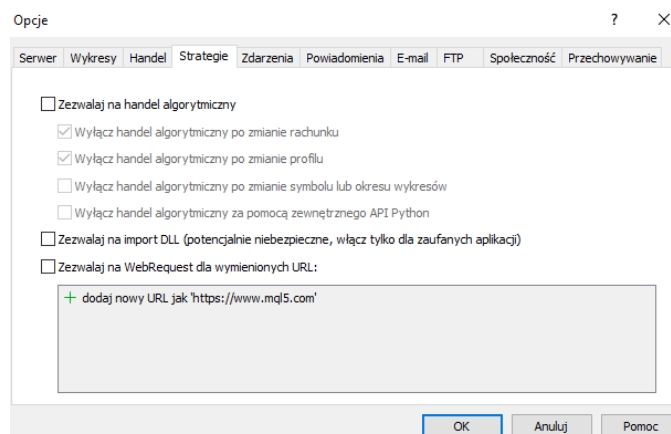 Opcje ?
Serwer Wykresy Handel Strategie Zdarzenia Powiadomienia E-mail FTP Społeczność Przechowywanie
Zezwalaj na handel algorytmiczny
Wyłącz handel algorytmiczny po zmianie rachunku
Wyłącz handel algorytmiczny po zmianie profilu
Wyłącz handel algorytmiczny po zmianie symbolu lub okresu wykresów
Wyłącz handel algorytmiczny za pomocą zewnętrznego API Python
Zezwalaj na import DLL (potencjalnie niebezpieczne, włącz tylko dla zaufanych aplikacji)
Zezwalaj na WebRequest dla wymienionych URL:
dodaj nowy URL jak 'https://www.mql5.com'
OK Anuluj Pomoc